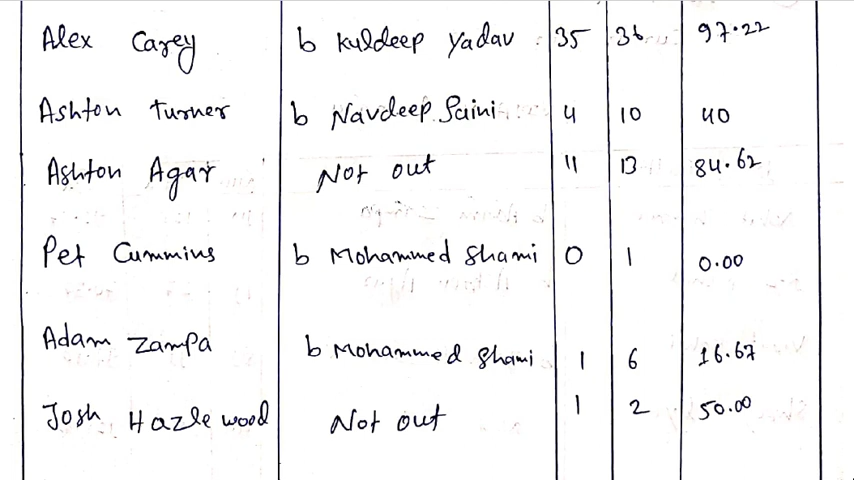 Alex Carey b Kuldeep Yadav 35 36 97.22
Ashton Turner b Navdeep Saini 4 10 40
Ashton Agar Not out 11 13 84.62
Pet Cummins b Mohammed Shami 0 1 0.00
Adam Zampa b Mohammed Shami 1 6 16.67
Josh Hazle wood Not out 1 2 50.00